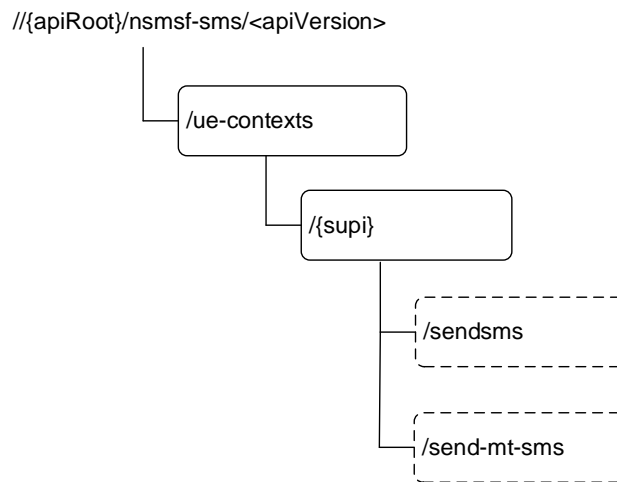 //{apiRoot}/nsmsf-sms/<apiVersion>
/ue-contexts
/{supi}
/sendsms
/send-mt-sms